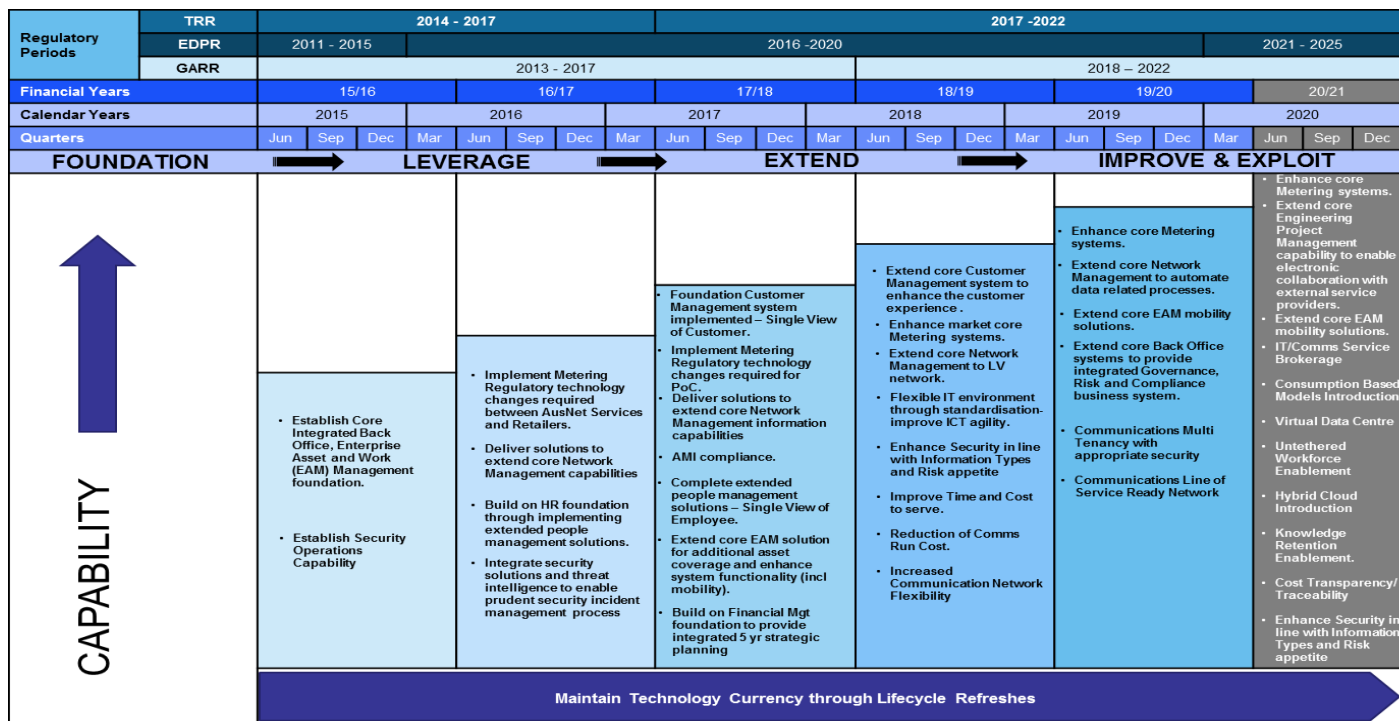 Regulatory
Periods
TRR
2014 - 2017
2017 -2022
EDPR
2011 - 2015
2016 -2020
2021 - 2025
GARR
2013 - 2017
2018 – 2022
Financial Years
15/16
16/17
17/18
18/19
19/20
20/21
Calendar Years
2015
2016
2017
2018
2019
2020
Quarters
Jun
Sep
Dec
Mar
Jun
Sep
Dec
Mar
Jun
Sep
Dec
Mar
Jun
Sep
Dec
Mar
Jun
Sep
Dec
Mar
Jun
Sep
Dec
FOUNDATION
LEVERAGE
EXTEND
IMPROVE & EXPLOIT
CAPABILITY
• Establish Core
Integrated Back
Office, Enterprise
Asset and Work
(EAM) Management
foundation.
• Establish Security
Operations
Capability
• Implement Metering
Regulatory technology
changes required
between AusNet Services
and Retailers.
• Deliver solutions to
extend core Network
Management capabilities
• Build on HR foundation
through implementing
extended people
management solutions.
• Integrate security
solutions and threat
intelligence to enable
prudent security incident
management process
• Foundation Customer
Management system
implemented – Single View
of Customer.
• Implement Metering
Regulatory technology
changes required for
PoC.
• Deliver solutions to
extend core Network
Management information
capabilities
• AMI compliance.
• Complete extended
people management
solutions – Single View of
Employee.
• Extend core EAM solution
for additional asset
coverage and enhance
system functionality (incl
mobility).
• Build on Financial Mgt
foundation to provide
integrated 5 yr strategic
planning
• Extend core Customer
Management system to
enhance the customer
experience .
• Enhance market core
Metering systems.
• Extend core Network
Management to LV
network.
• Flexible IT environment
through standardisation-
improve ICT agility.
• Enhance Security in line
with Information Types
and Risk appetite
• Improve Time and Cost
to serve.
• Reduction of Comms
Run Cost.
• Increased
Communication Network
Flexibility
• Enhance core Metering
systems.
• Extend core Network
Management to automate
data related processes.
• Extend core EAM mobility
solutions.
• Extend core Back Office
systems to provide
integrated Governance,
Risk and Compliance
business system.
• Communications Multi
Tenancy with
appropriate security
• Communications Line of
Service Ready Network
• Enhance core
Metering systems.
• Extend core
Engineering
Project
Management
capability to enable
electronic
collaboration with
external service
providers.
• Extend core EAM
mobility solutions.
• IT/Comms Service
Brokerage
• Consumption Based
Models Introduction
• Virtual Data Centre
• Untethered
Workforce
Enablement
• Hybrid Cloud
Introduction
• Knowledge
Retention
Enablement.
• Cost Transparency/
Traceability
• Enhance Security in
line with Information
Types and Risk
appetite
Maintain Technology Currency through Lifecycle Refreshes